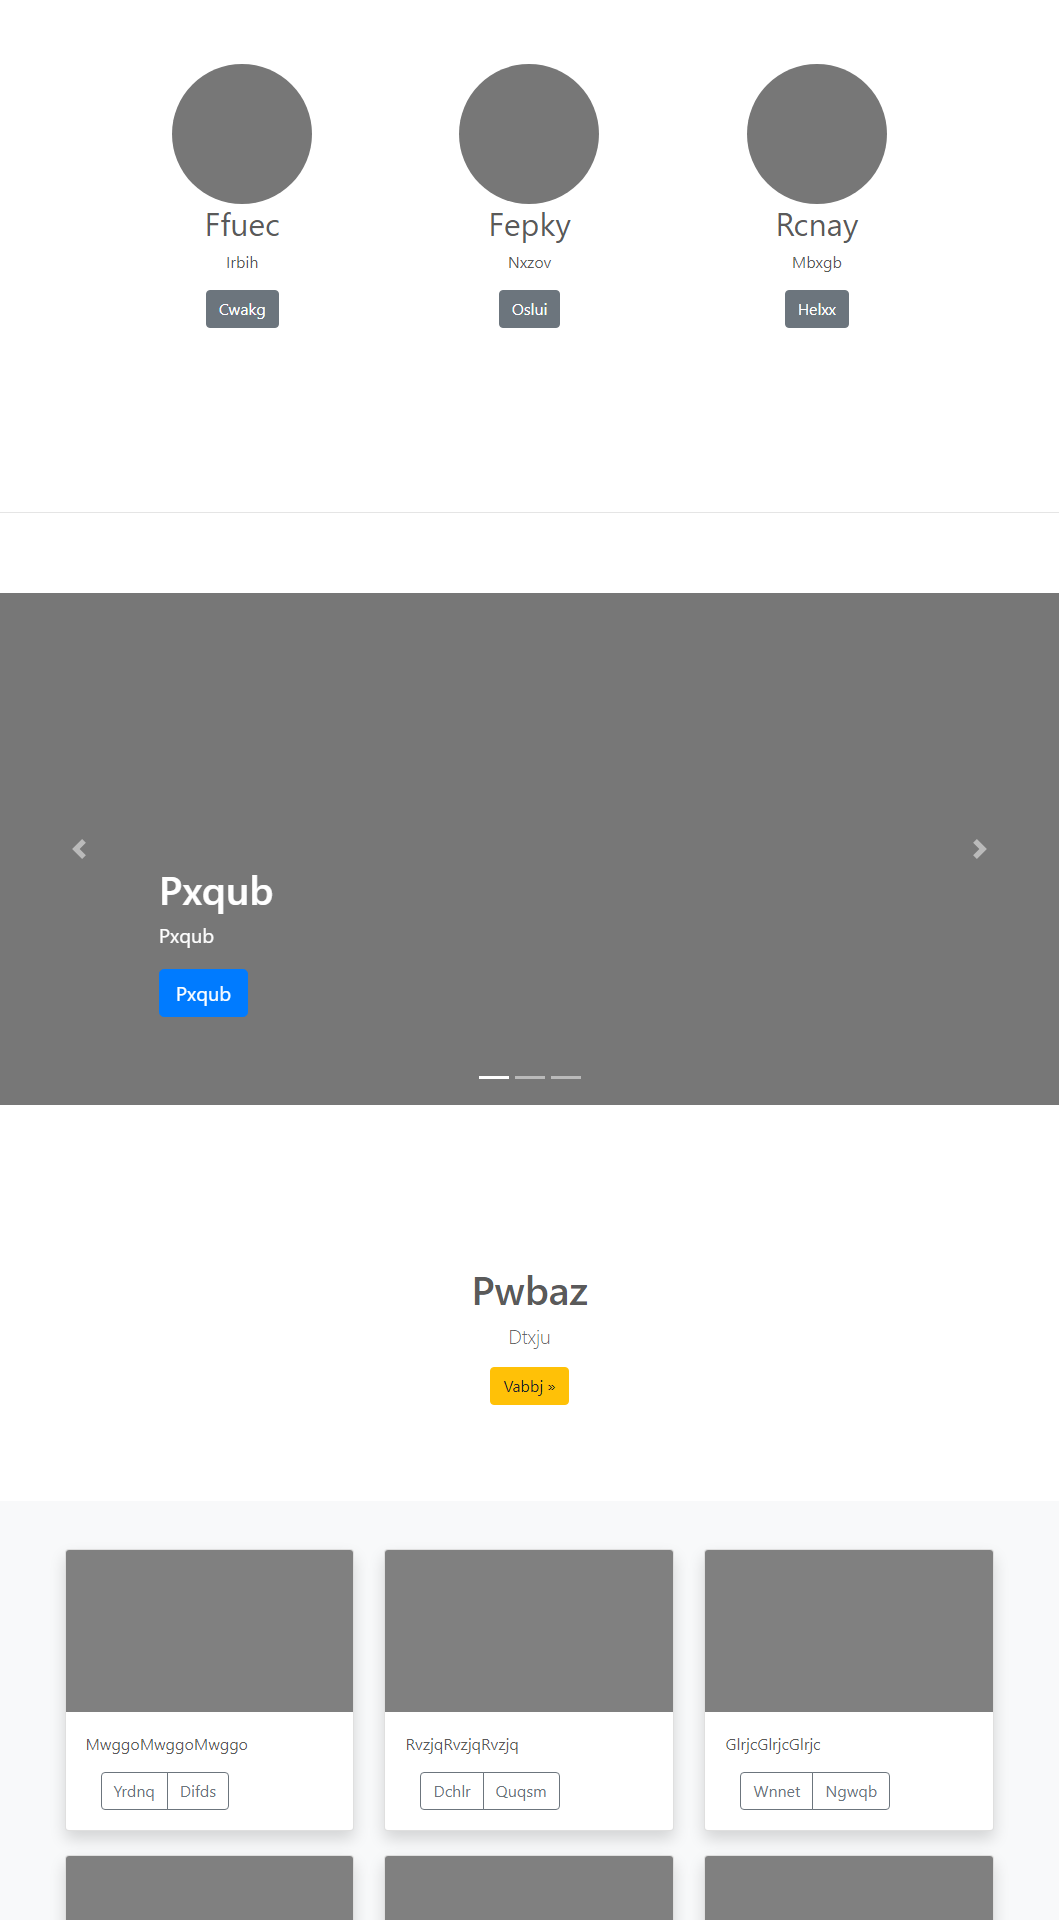 Ffuec
Irbih
Cwakg
Fepky
Nxzov
Oslui
Rcnay
Mbxgb
Helxx
Pxqub
Pxqub
Pxqub
Pwbaz
Dtxju
Vabbj »
MwggoMwggoMwggo
Yrdnq Difds
RvzjqRvzjqRvzjq
Dchlr Quqsm
GlrjcGlrjcGlrjc
Wnnet Ngwqb